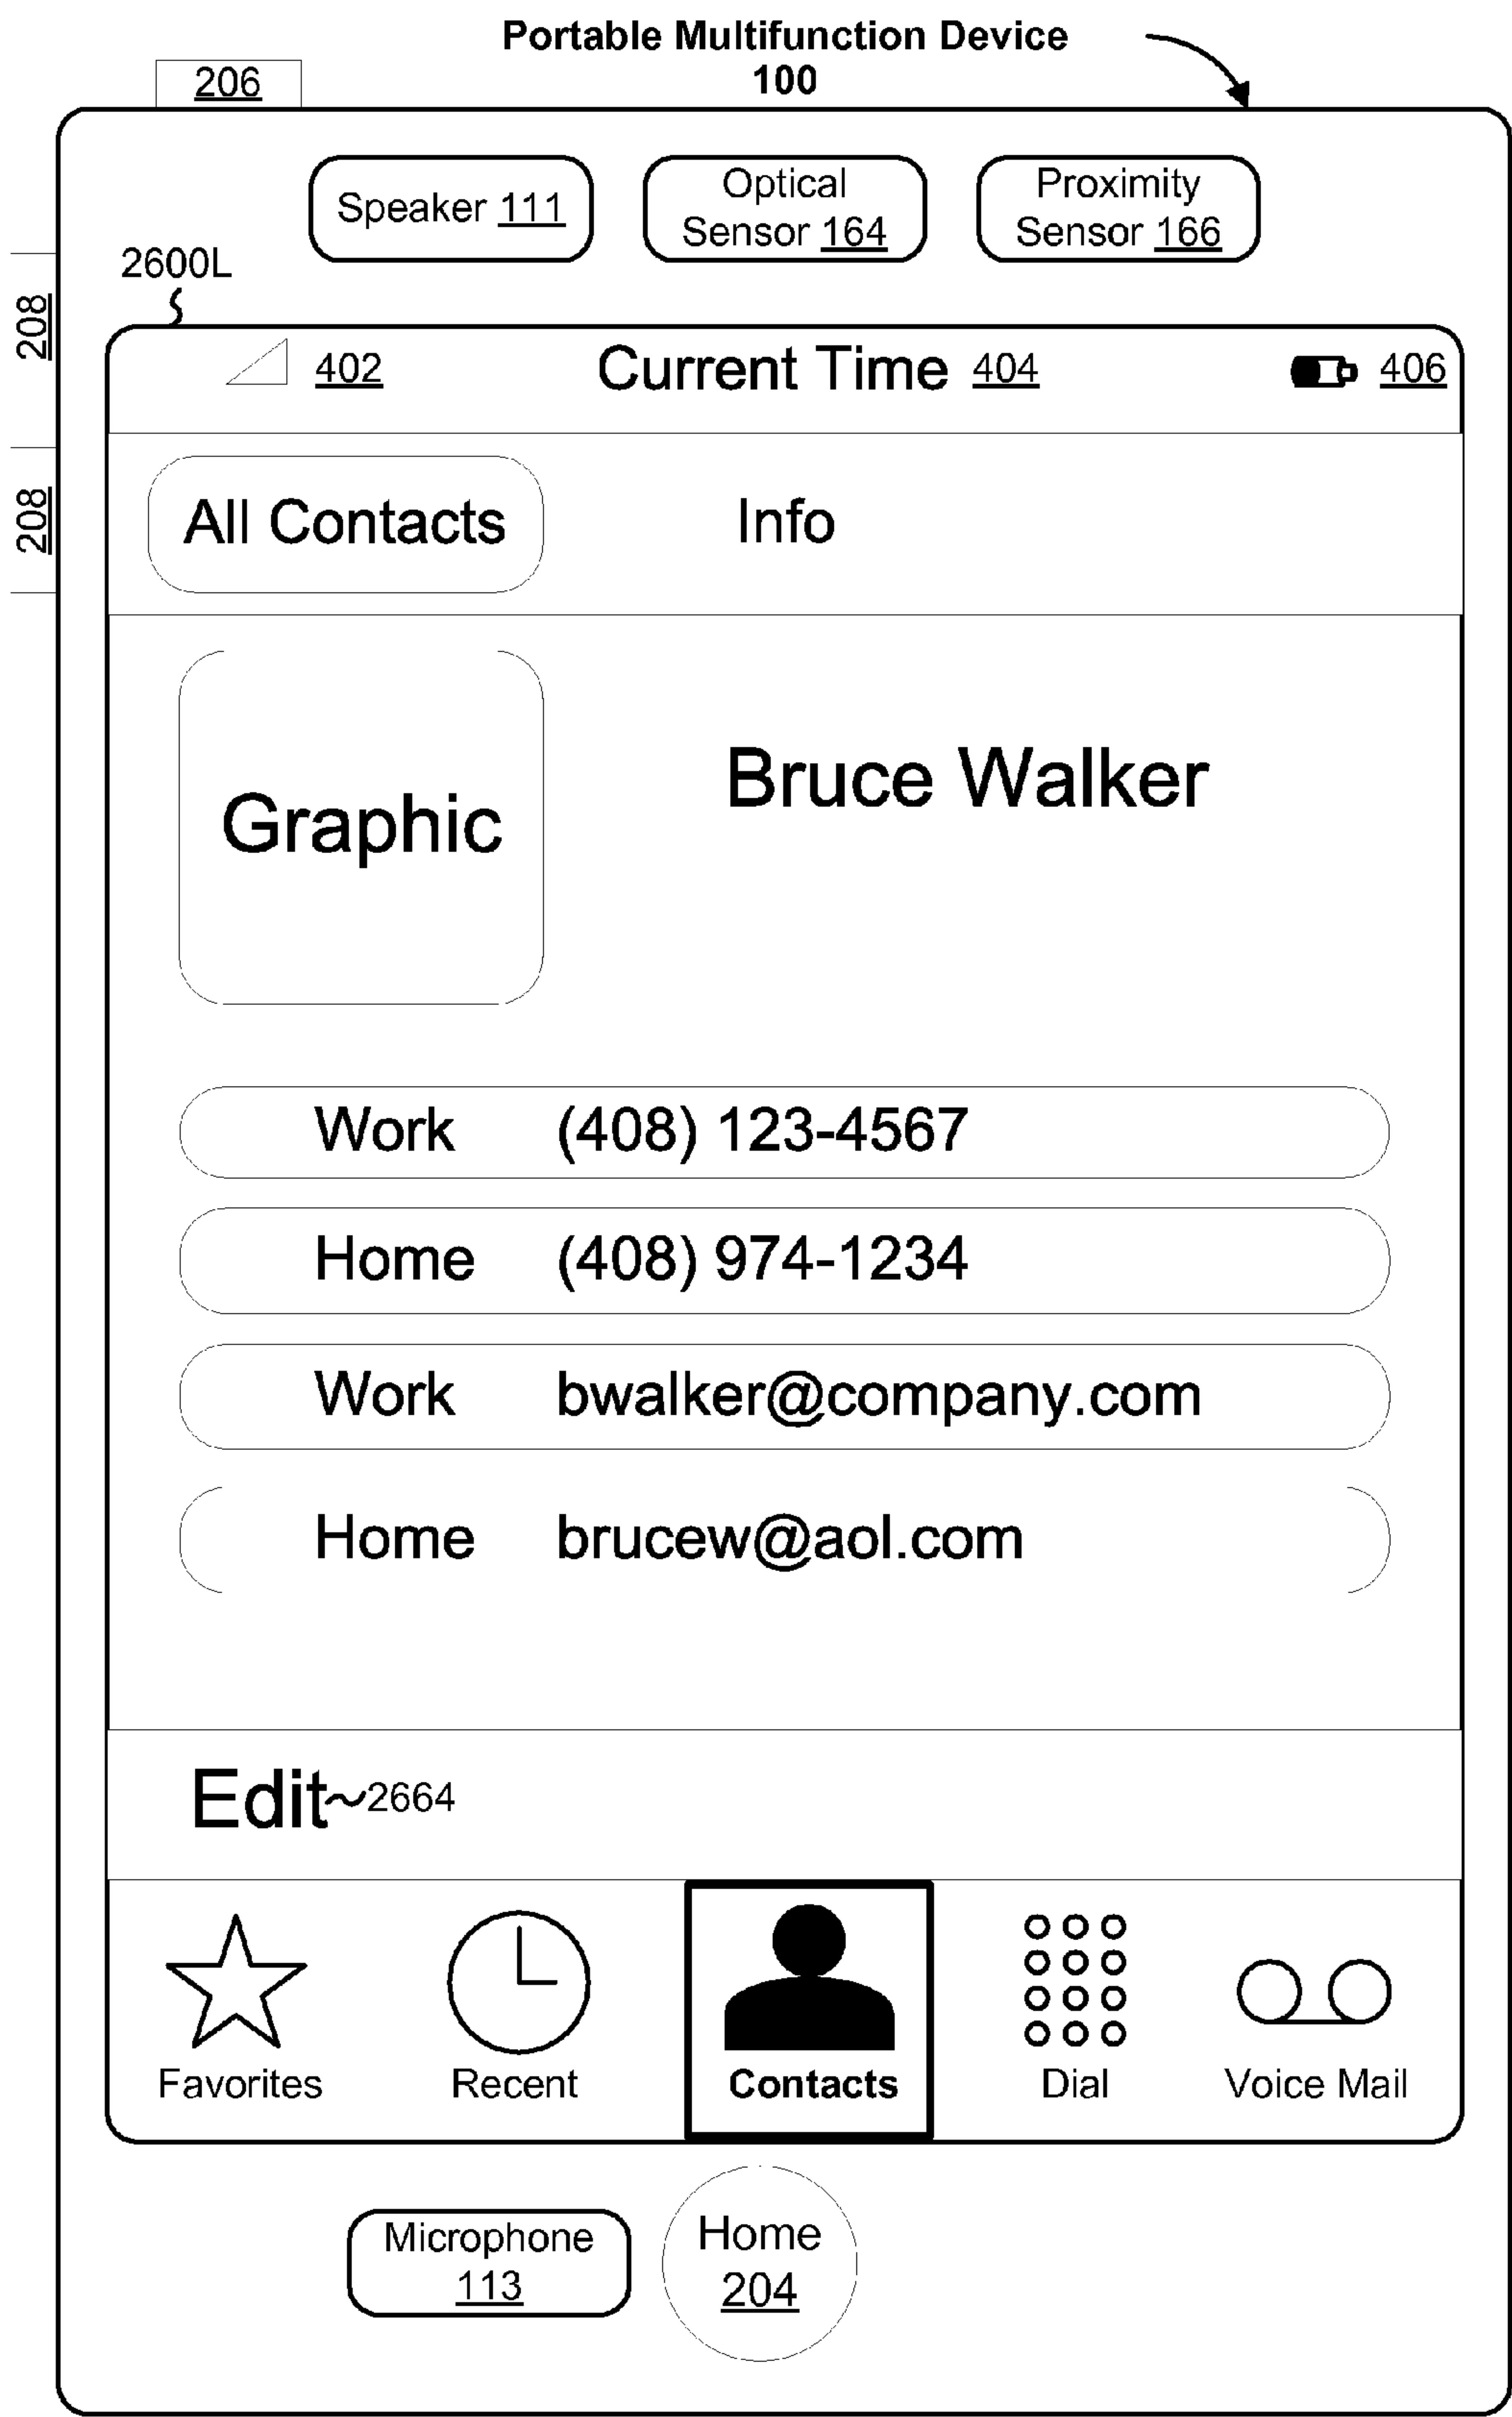 Portable Multifunction Device
100
206
Speaker 111
Optical
Sensor 164
Proximity
Sensor 166
2600L
208
208
402
Current Time 404
406
All Contacts
Info
Graphic
Bruce Walker
Work (408) 123-4567
Home (408) 974-1234
Work bwalker@company.com
Home brucew@aol.com
Edit 2664
Favorites
Recent
Contacts
Dial
Voice Mail
Microphone
113
Home
204